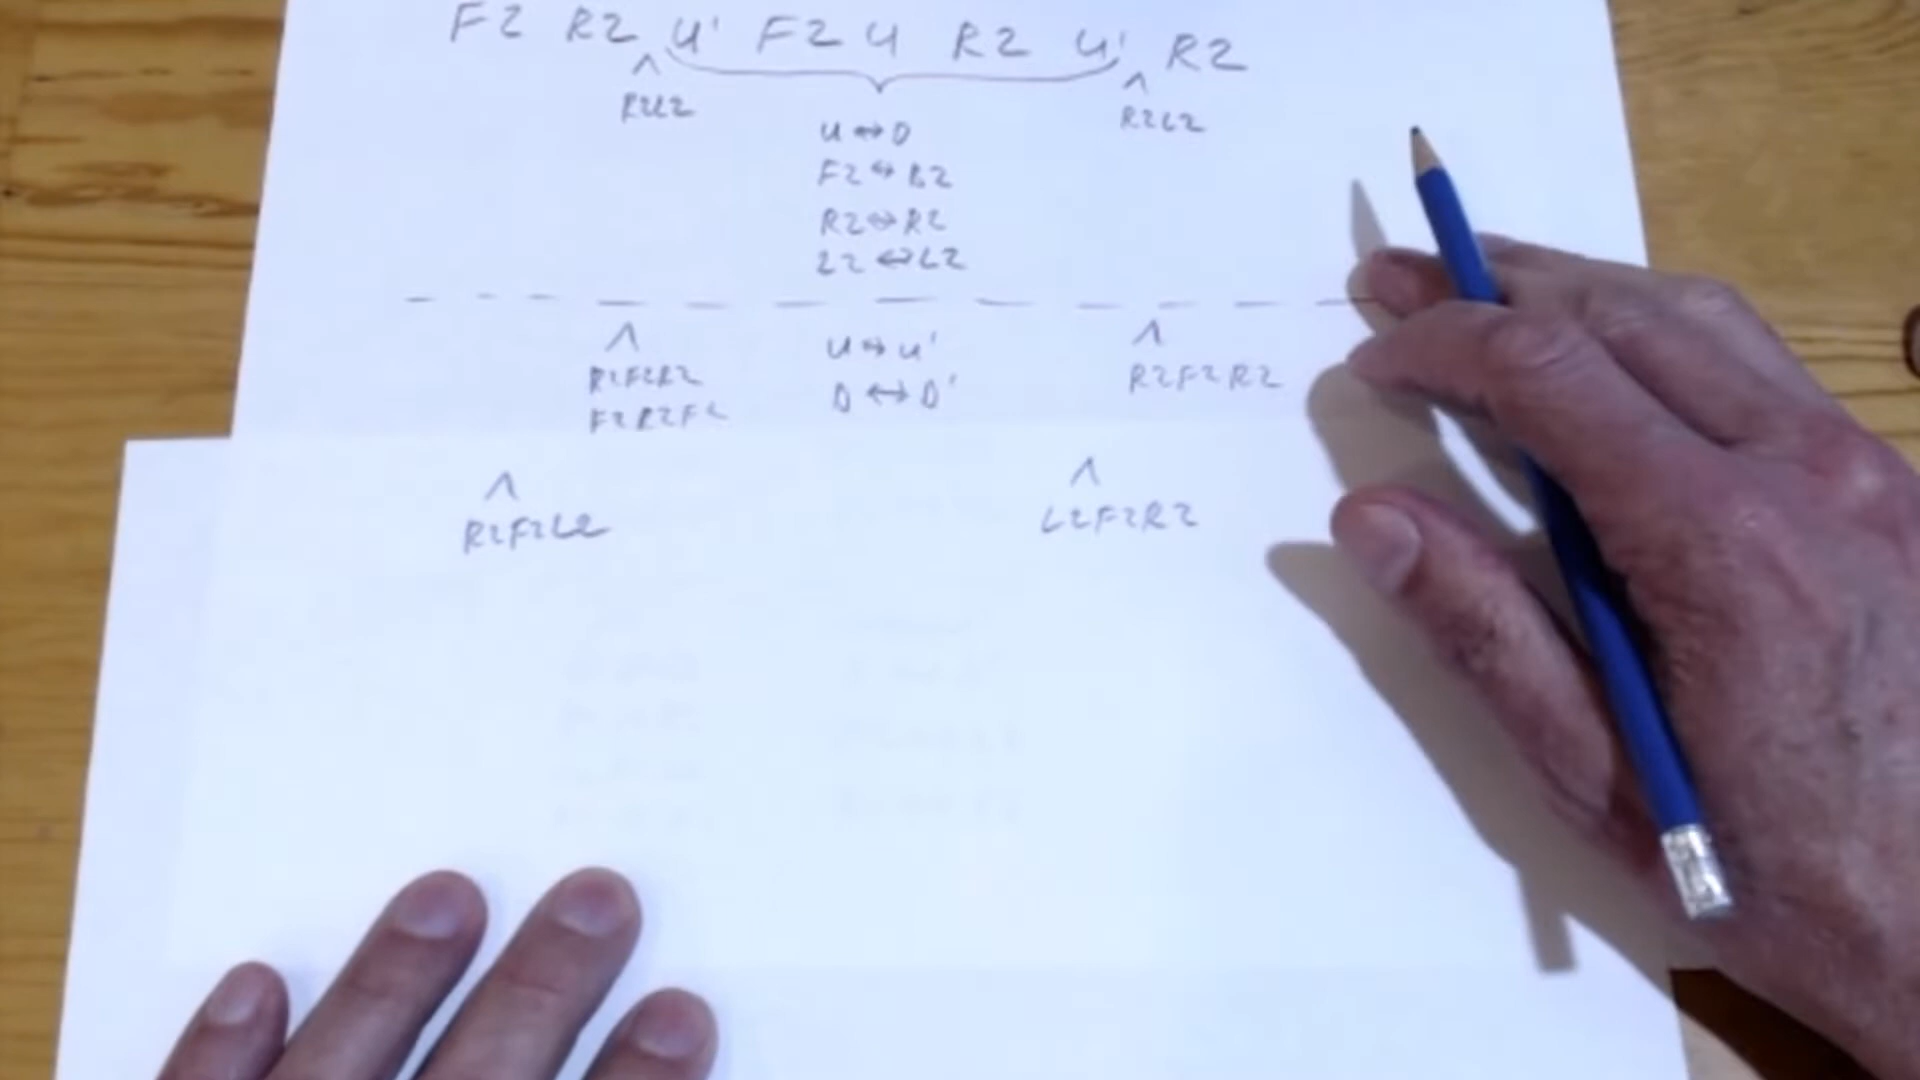 F2 R2 U' F2 U R2 U' R2
^ ^
R2L2 R2L2
U ↔ D
F2 ↔ B2
R2 ↔ R2
L2 ↔ L2
^ U ↔ U' ^
R2F2R2 D ↔ D' R2F2R2
F2R2F2
^ ^
R2F2L2 L2F2R2